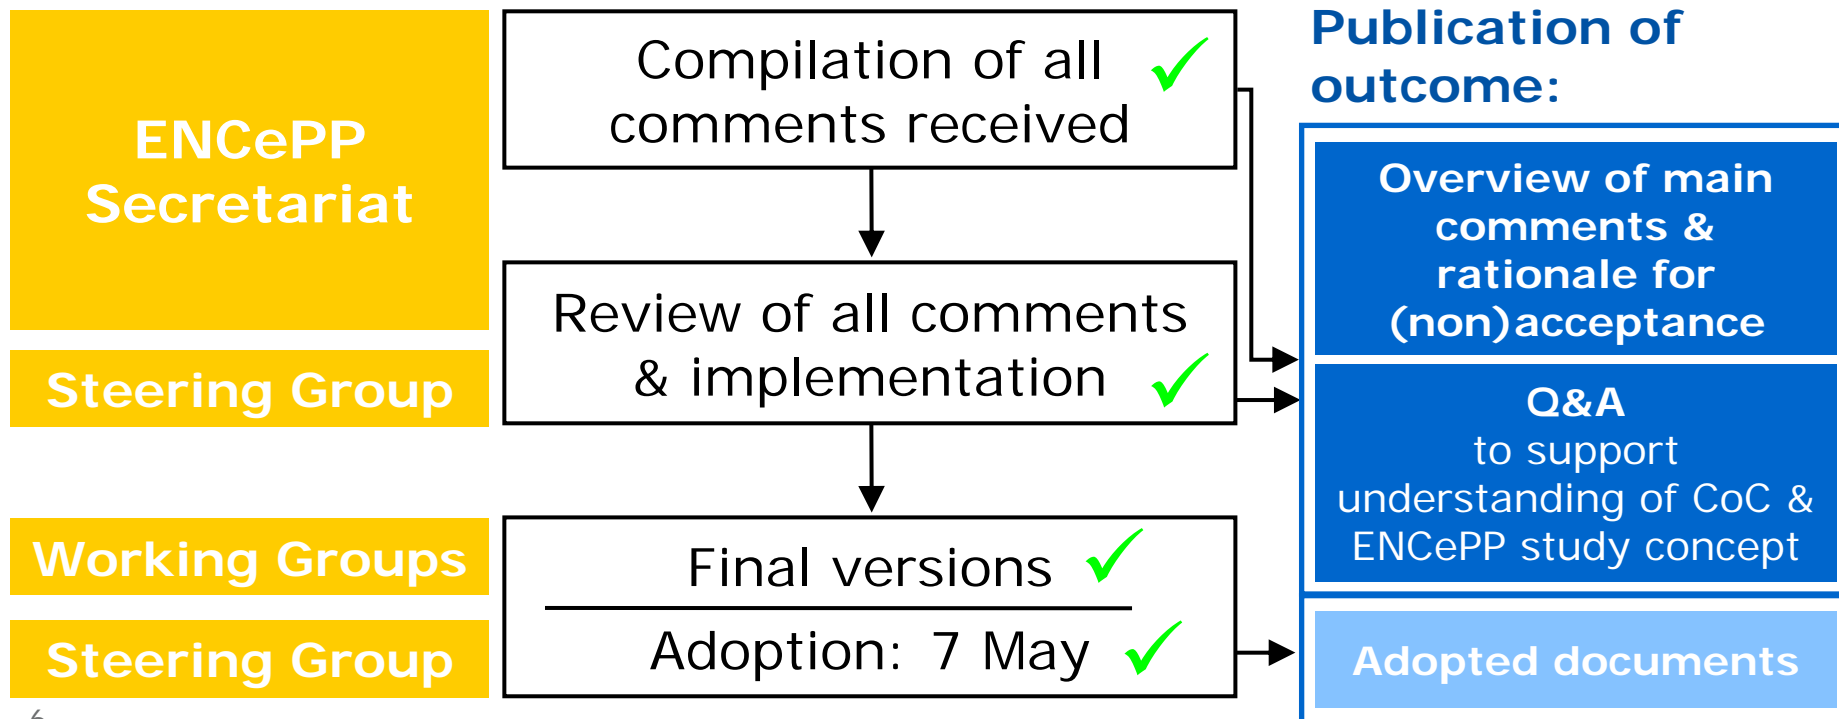 ENCePP
Secretariat
Steering Group
Working Groups
Steering Group
Compilation of all
comments received
Review of all comments
& implementation
Final versions
Adoption: 7 May
Publication of
outcome:
Overview of main
comments &
rationale for
(non)acceptance
Q&A
to support
understanding of CoC &
ENCePP study concept
Adopted documents
6